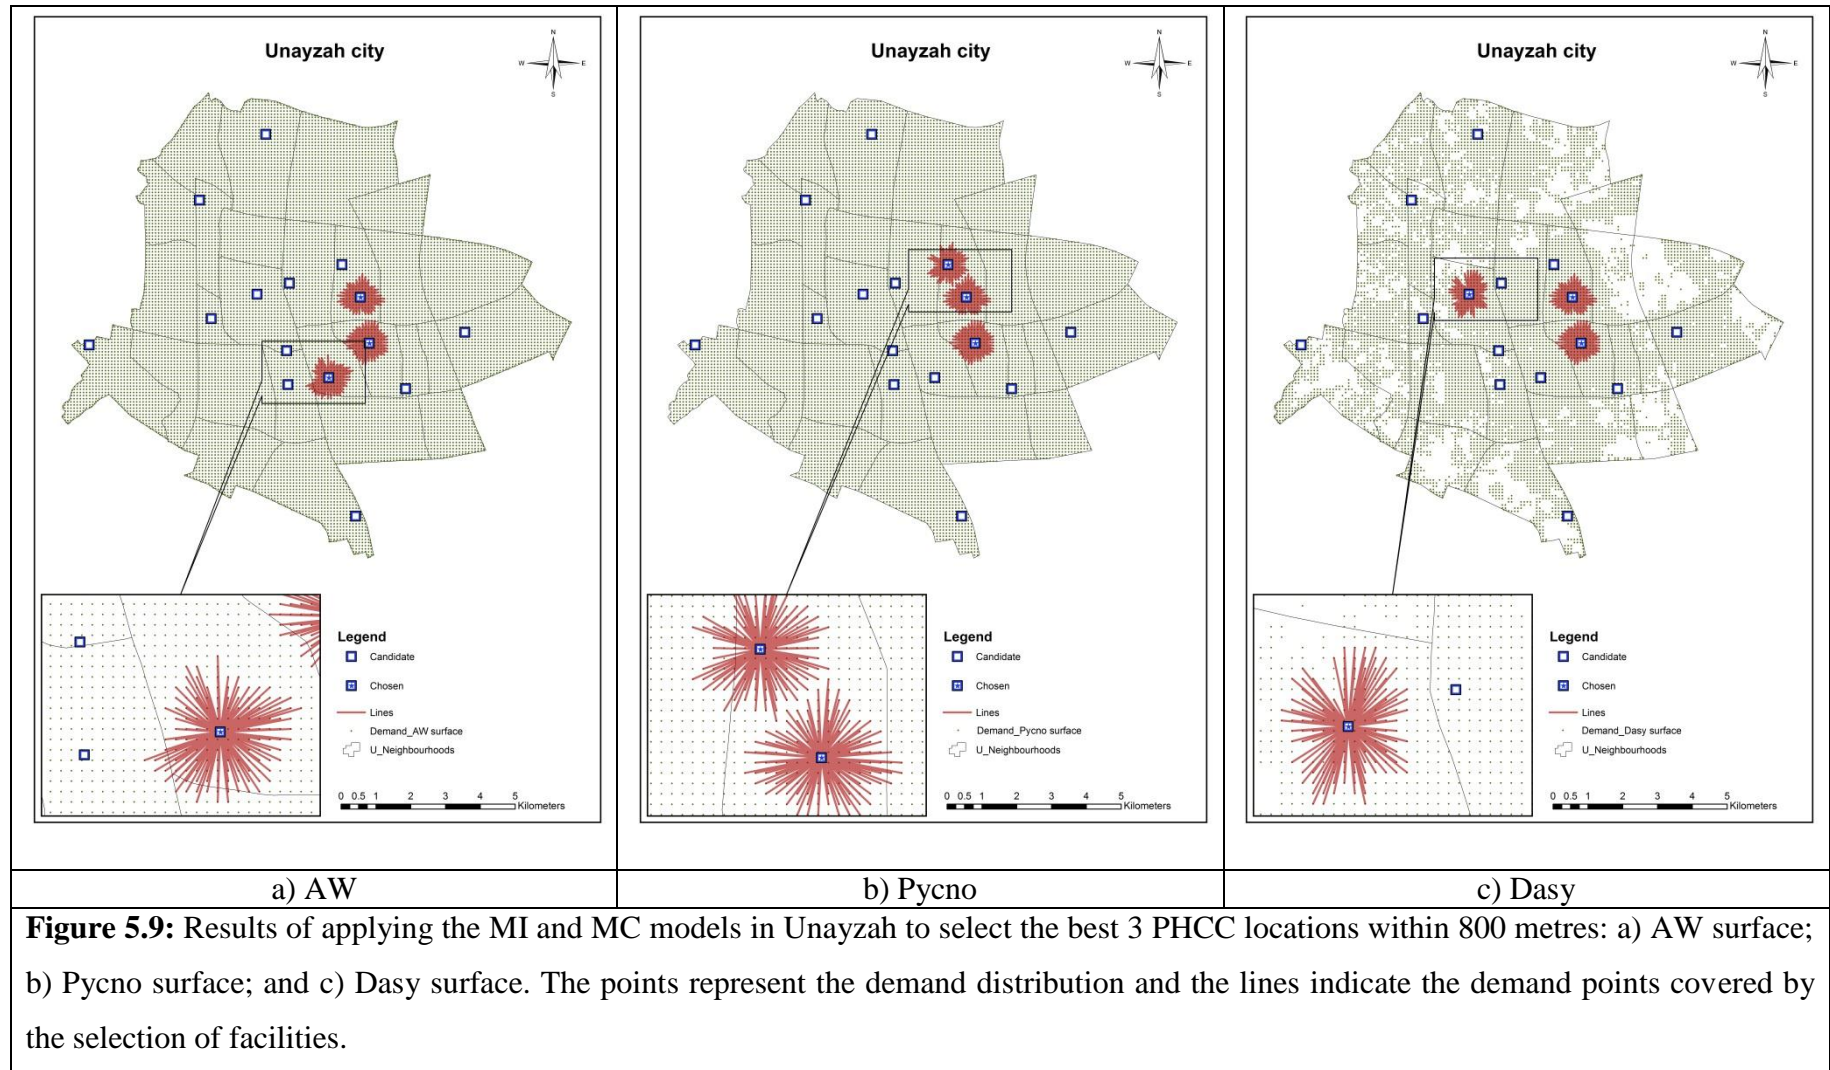 Unayzah city
N
W
E
S
Legend
Candidate
Chosen
Lines
Demand_AW surface
U_Neighbourhoods
0 0.5 1 2 3 4 5
Kilometers
Unayzah city
N
W
E
S
Legend
Candidate
Chosen
Lines
Demand_Pycno surface
U_Neighbourhoods
0 0.5 1 2 3 4 5
Kilometers
Unayzah city
N
W
E
S
Legend
Candidate
Chosen
Lines
Demand_Dasy surface
U_Neighbourhoods
0 0.5 1 2 3 4 5
Kilometers
a) AW
b) Pycno
c) Dasy
Figure 5.9: Results of applying the MI and MC models in Unayzah to select the best 3 PHCC locations within 800 metres: a) AW surface;
b) Pycno surface; and c) Dasy surface. The points represent the demand distribution and the lines indicate the demand points covered by
the selection of facilities.